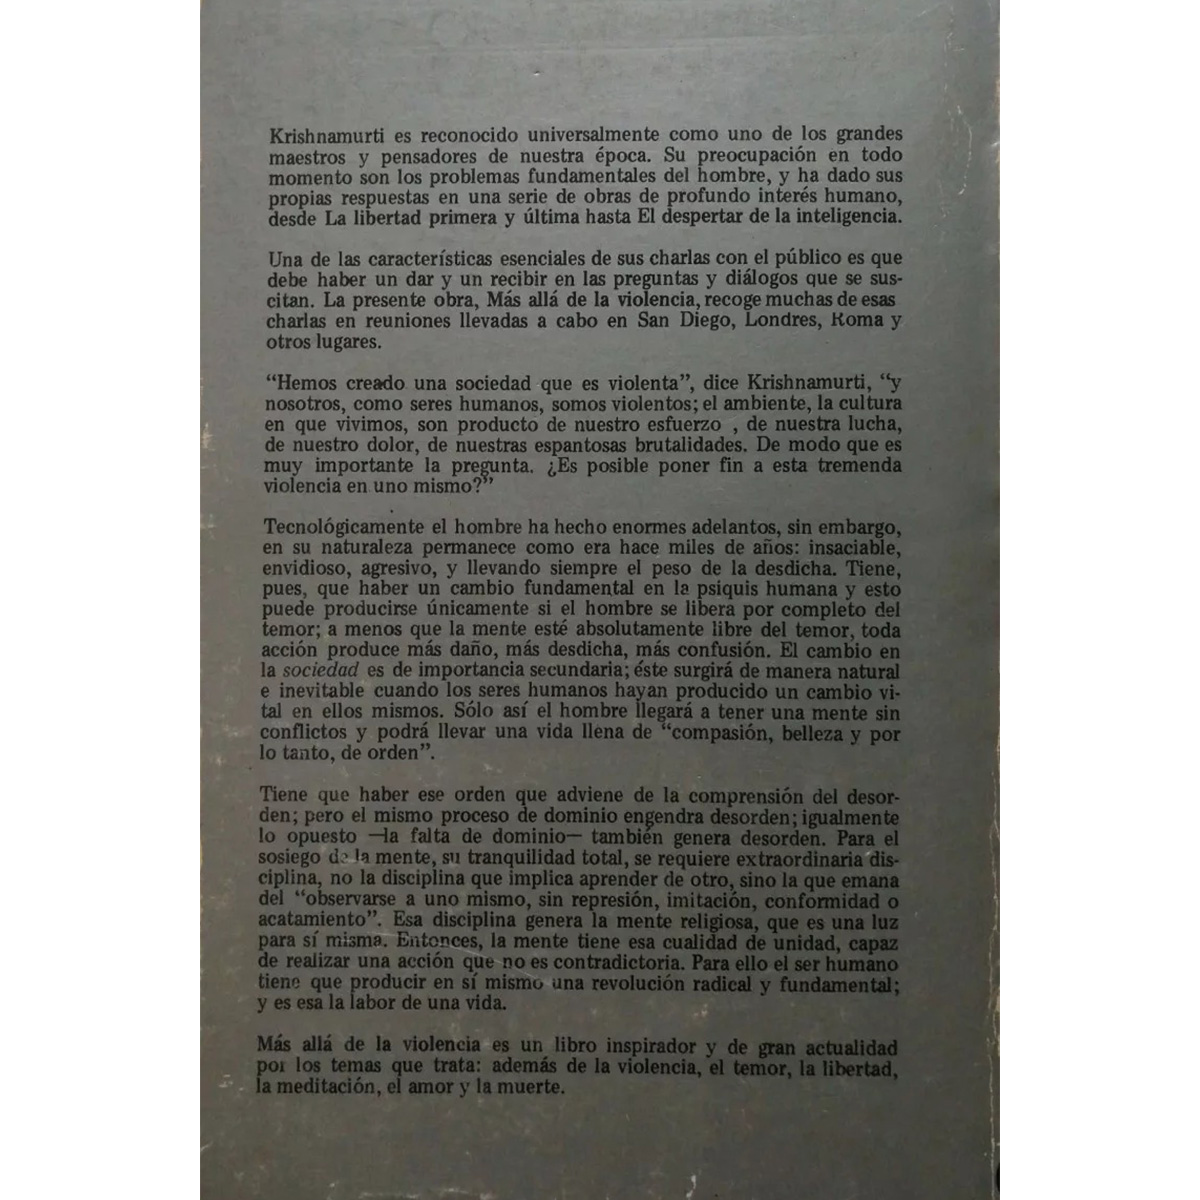 Krishnamurti es reconocido universalmente como uno de los grandes
maestros y pensadores de nuestra época. Su preocupación en todo
momento son los problemas fundamentales del hombre, y ha dado sus
propias respuestas en una serie de obras de profundo interés humano,
desde La libertad primera y última hasta El despertar de la inteligencia.
Una de las características esenciales de sus charlas con el público es que
debe haber un dar y un recibir en las preguntas y diálogos que se sus-
citan. La presente obra, Más allá de la violencia, recoge muchas de esas
charlas en reuniones llevadas a cabo en San Diego, Londres, Roma y
otros lugares.
“Hemos creado una sociedad que es violenta”, dice Krishnamurti, “y
nosotros, como seres humanos, somos violentos; el ambiente, la cultura
en que vivimos, son producto de nuestro esfuerzo , de nuestra lucha,
de nuestro dolor, de nuestras espantosas brutalidades. De modo que es
muy importante la pregunta. ¿Es posible poner fin a esta tremenda
violencia en uno mismo?”
Tecnológicamente el hombre ha hecho enormes adelantos, sin embargo,
en su naturaleza permanece como era hace miles de años: insaciable,
envidioso, agresivo, y llevando siempre el peso de la desdicha. Tiene,
pues, que haber un cambio fundamental en la psiquis humana y esto
puede producirse únicamente si el hombre se libera por completo del
temor; a menos que la mente esté absolutamente libre del temor, toda
acción produce más daño, más desdicha, más confusión. El cambio en
la sociedad es de importancia secundaria; éste surgirá de manera natural
e inevitable cuando los seres humanos hayan producido un cambio vi-
tal en ellos mismos. Sólo así el hombre llegará a tener una mente sin
conflictos y podrá llevar una vida llena de “compasión, belleza y por
lo tanto, de orden”.
Tiene que haber ese orden que adviene de la comprensión del desor-
den; pero el mismo proceso de dominio engendra desorden; igualmente
lo opuesto —la falta de dominio— también genera desorden. Para el
sosiego de la mente, su tranquilidad total, se requiere extraordinaria dis-
ciplina, no la disciplina que implica aprender de otro, sino la que emana
del “observarse a uno mismo, sin represión, imitación, conformidad o
acatamiento”. Esa disciplina genera la mente religiosa, que es una luz
para sí misma. Entonces, la mente tiene esa cualidad de unidad, capaz
de realizar una acción que no es contradictoria. Para ello el ser humano
tiene que producir en sí mismo una revolución radical y fundamental;
y es esa la labor de una vida.
Más allá de la violencia es un libro inspirador y de gran actualidad
por los temas que trata: además de la violencia, el temor, la libertad,
la meditación, el amor y la muerte.